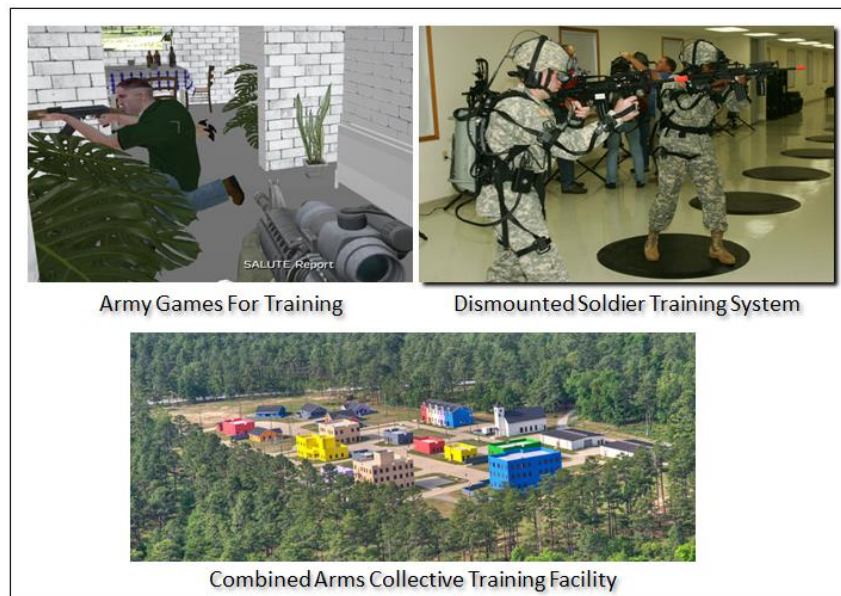 SALUTE Report
Army Games For Training
Dismounted Soldier Training System
Combined Arms Collective Training Facility